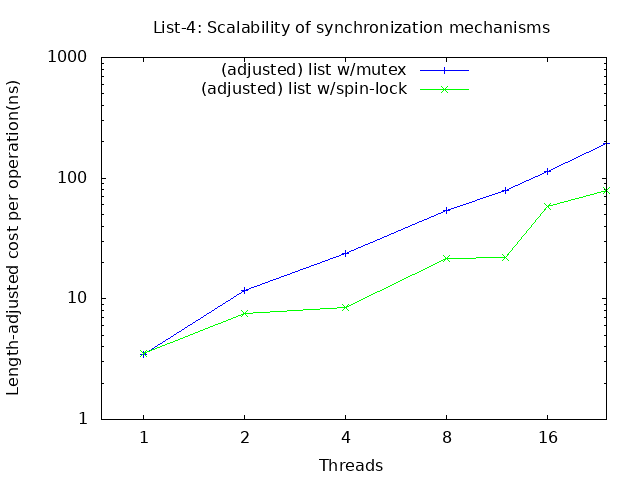 List-4: Scalability of synchronization mechanisms
1000
(adjusted) list w/mutex
(adjusted) list w/spin-lock
100
Length-adjusted cost per operation(ns)
10
1
1 2 4 8 16
Threads